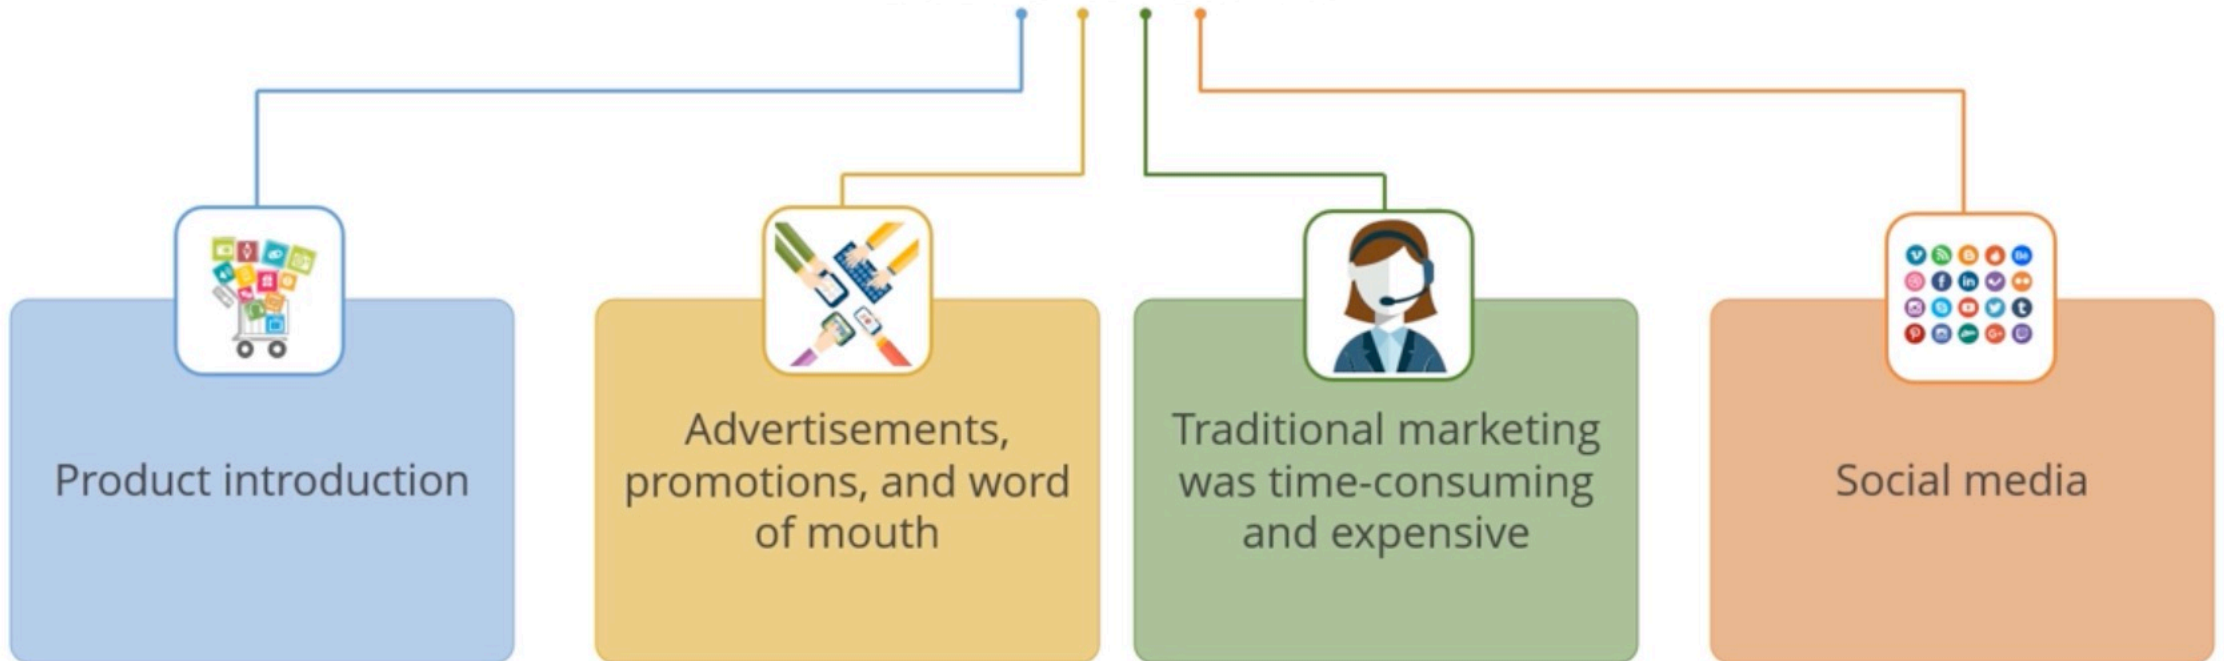 Product introduction
Advertisements,
promotions, and word
of mouth
Traditional marketing
was time-consuming
and expensive
Social media